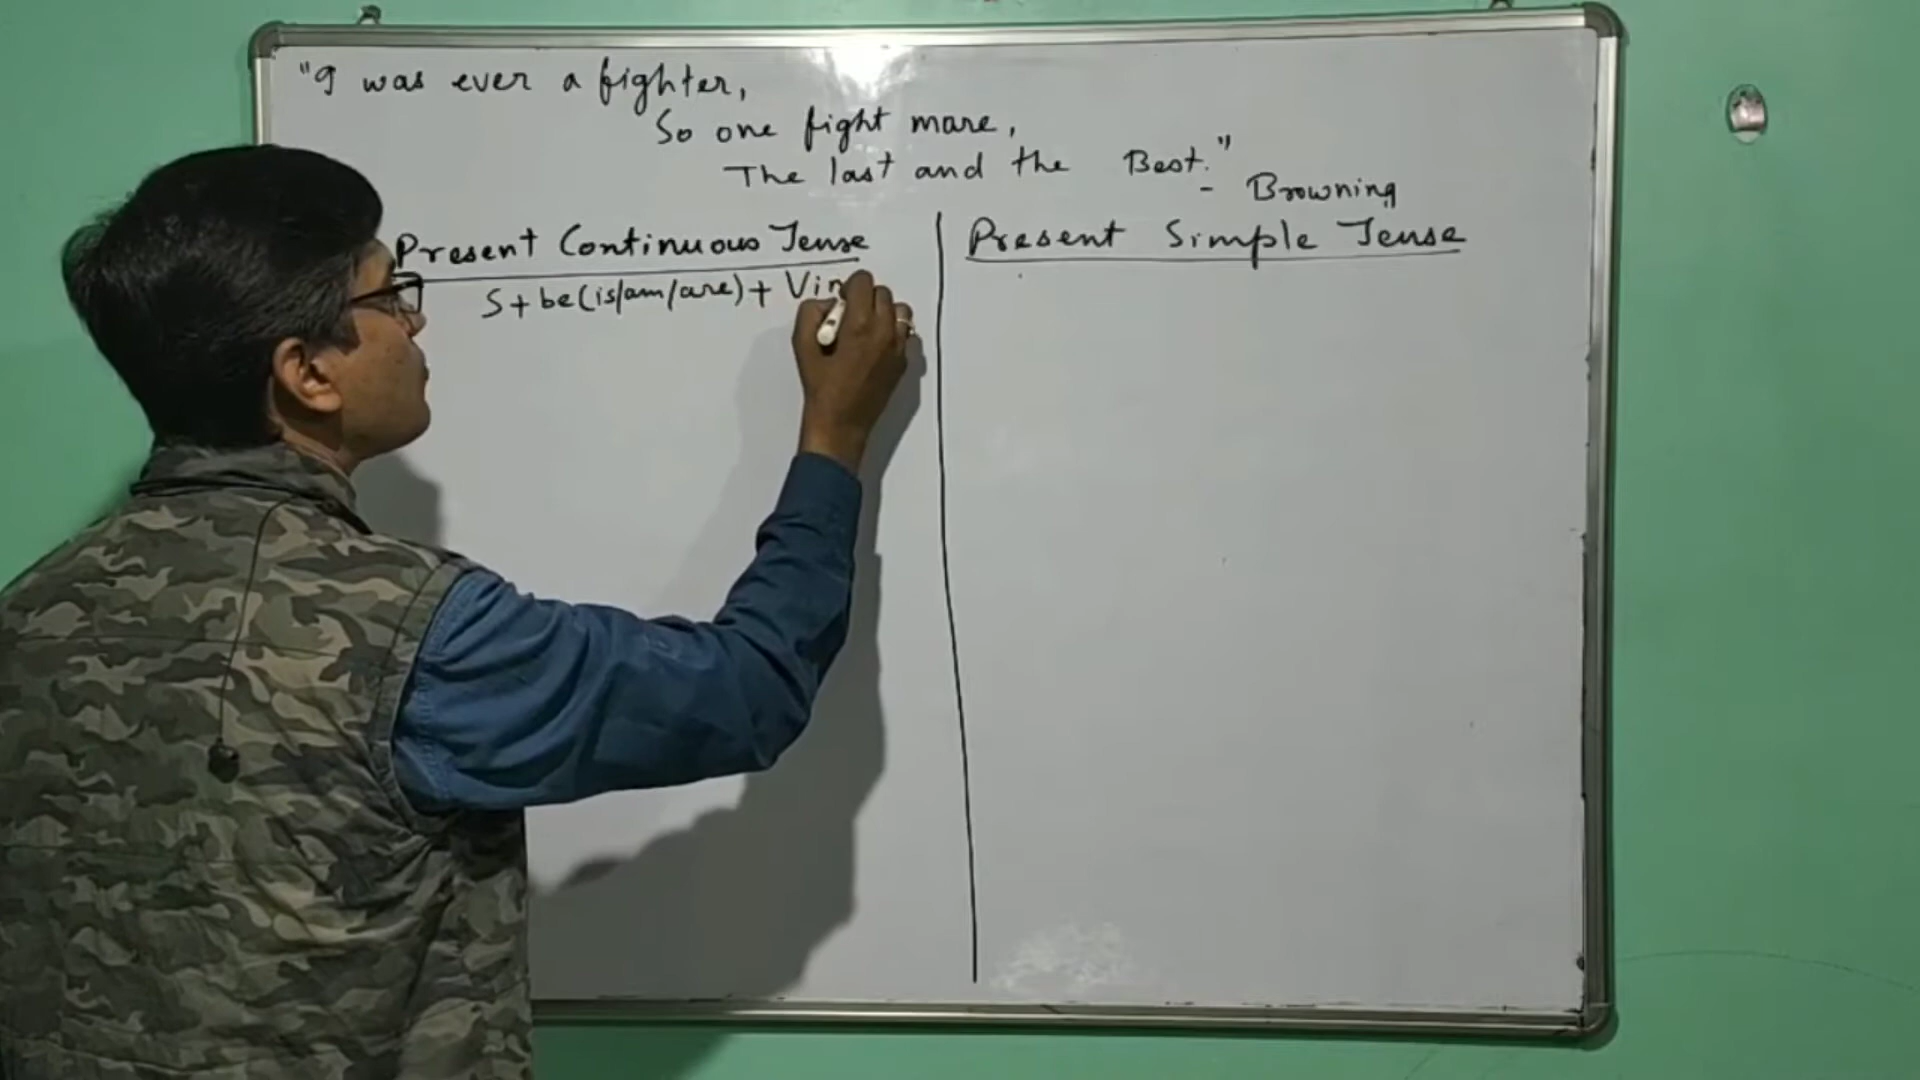 "I was ever a fighter,
So one fight more,
The last and the Best."
- Browning
Present Continuous Tense
S+be(is/am/are)+ Vin
Present Simple Tense